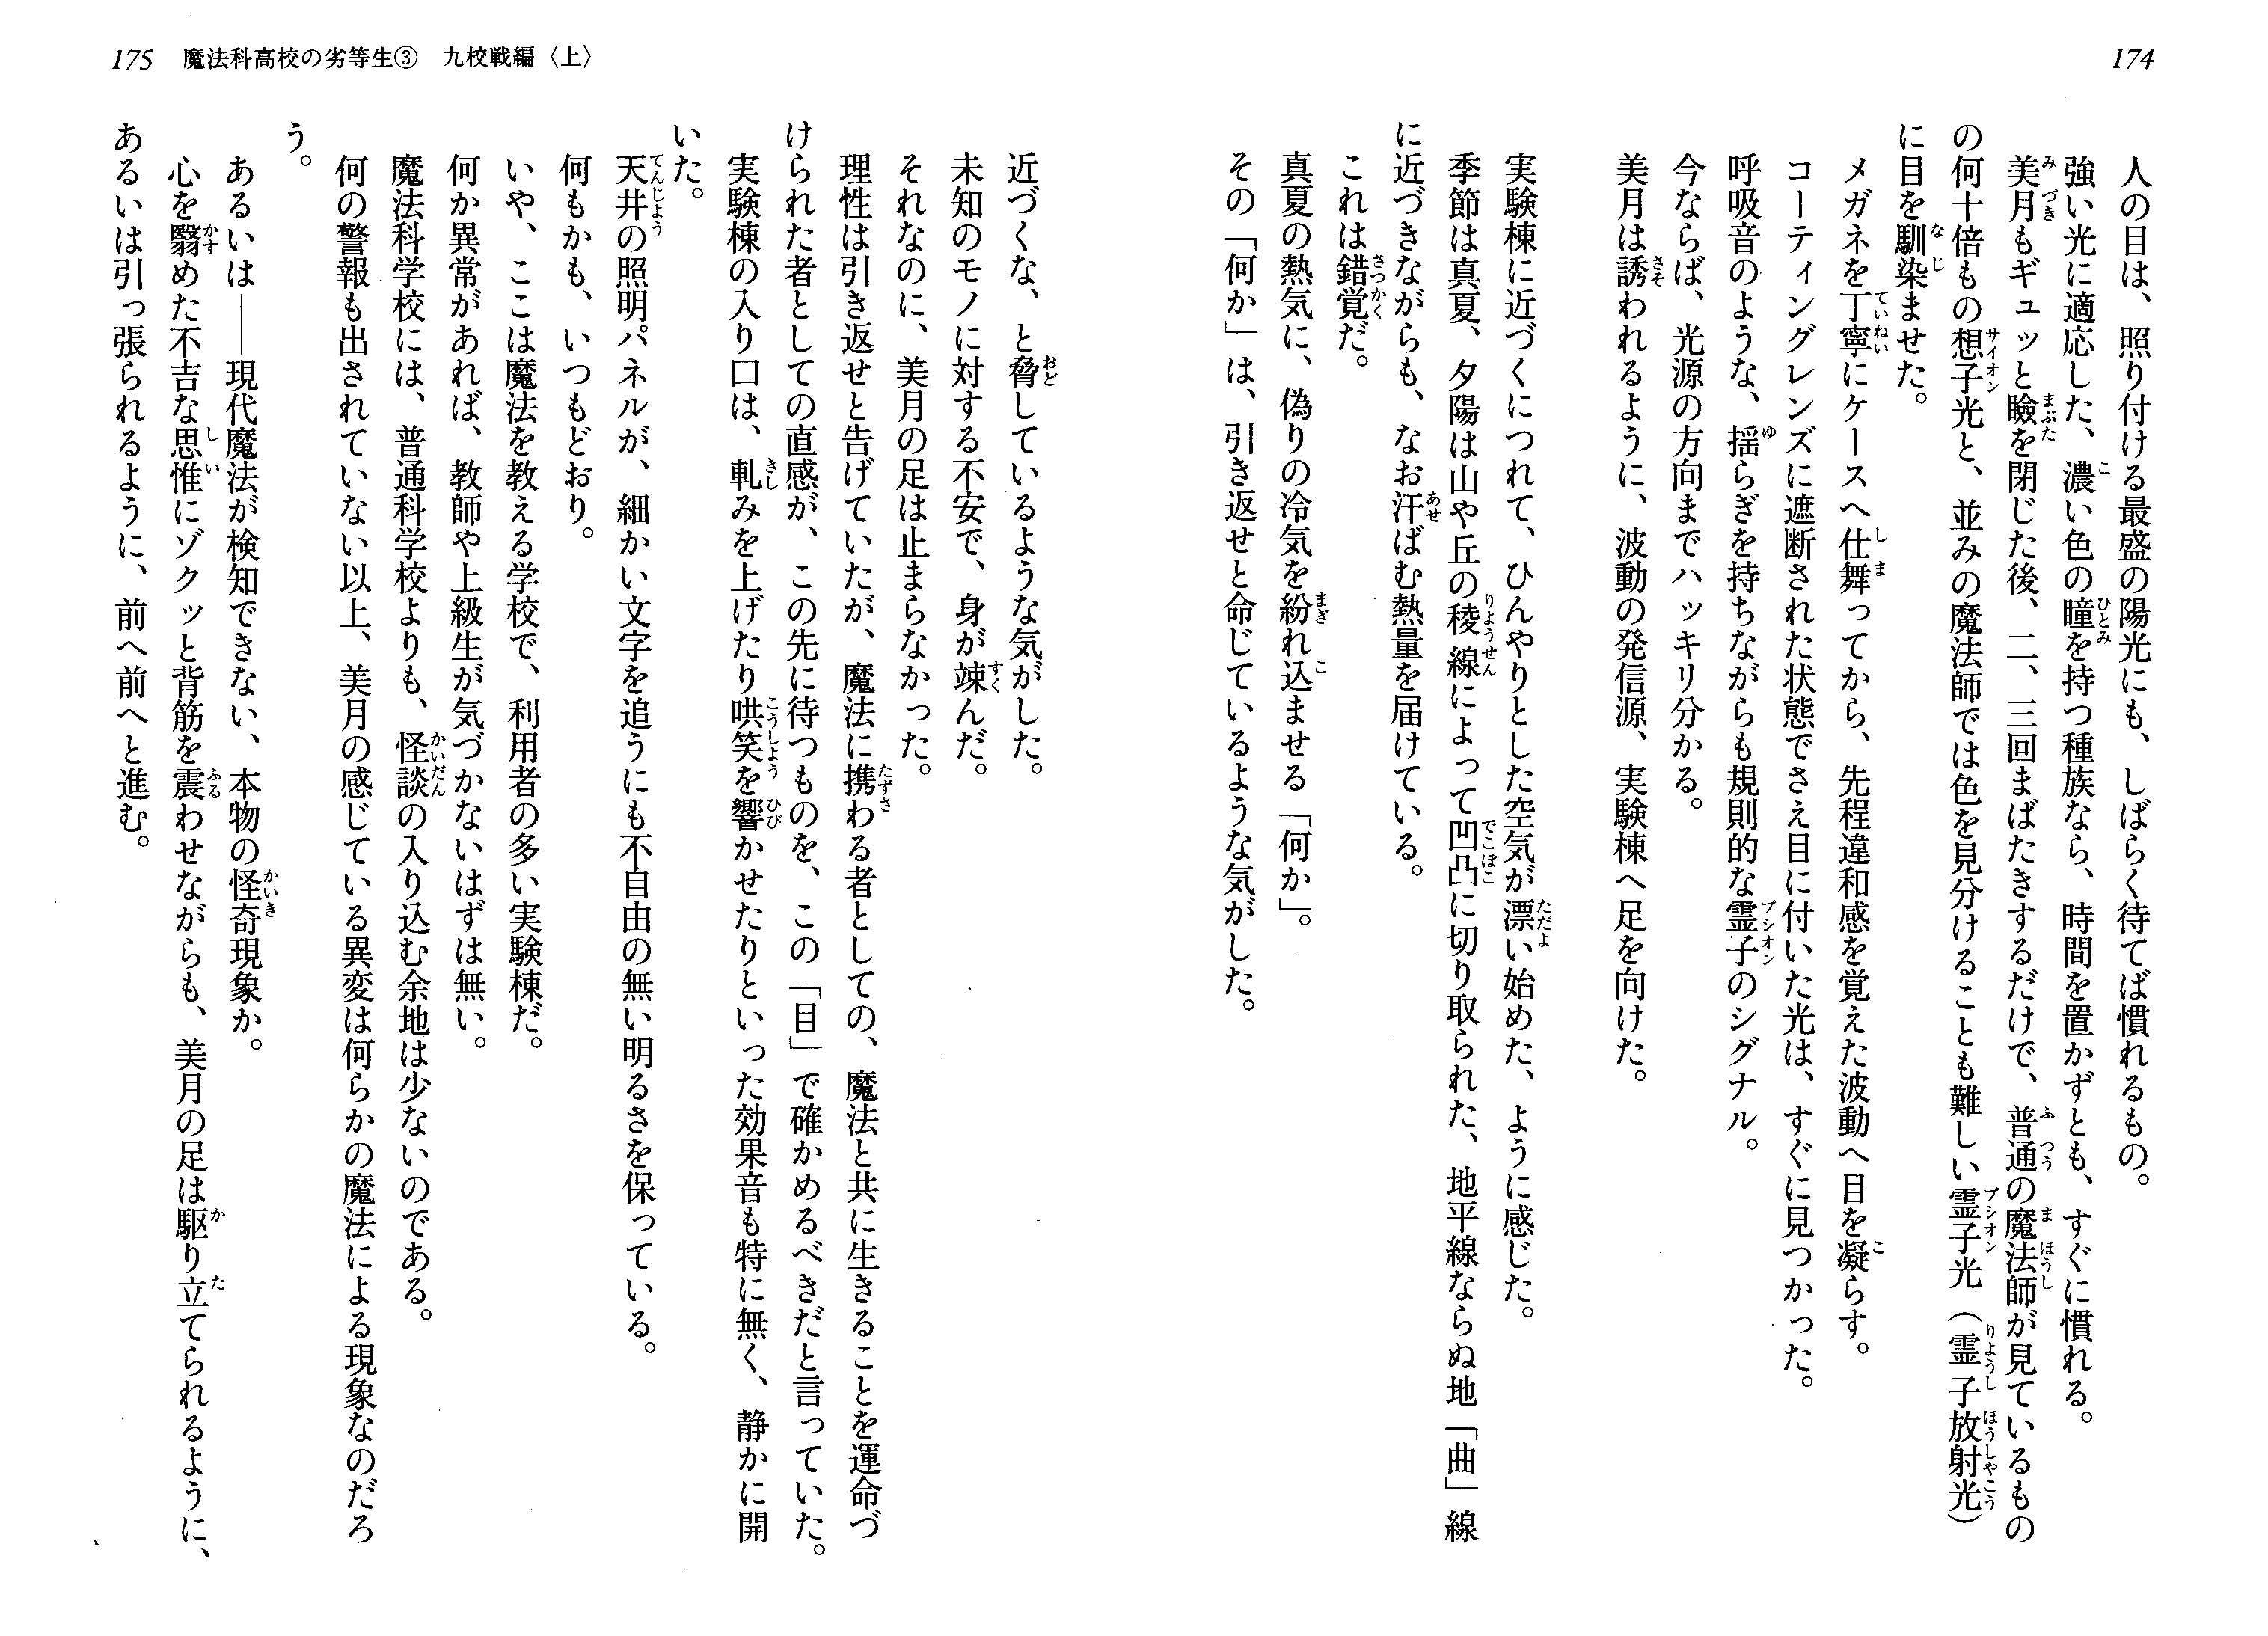 174
人の目は、照り付ける最盛の陽光にも、しばらく待てば慣れるもの。
強い光に適応した、濃い色の瞳を持つ種族なら、時間を置かずとも、すぐに慣れる。
美月もギュッと瞼を閉じた後、二、三回まばたきするだけで、普通の魔法師が見ているもの
の何十倍もの想子光と、並みの魔法師では色を見分けることも難しい霊子光（霊子放射光）
に目を馴染ませた。
メガネを丁寧にケースへ仕舞ってから、先程違和感を覚えた波動へ目を凝らす。
コーティングレンズに遮断された状態でさえ目に付いた光は、すぐに見つかった。
呼吸音のような、揺らぎを持ちながらも規則的な霊子のシグナル。
今ならば、光源の方向までハッキリ分かる。
美月は誘われるように、波動の発信源、実験棟へ足を向けた。
実験棟に近づくにつれて、ひんやりとした空気が漂い始めた、ように感じた。
季節は真夏、夕陽は山や丘の稜線によって凹凸に切り取られた、地平線ならぬ地「曲」線
に近づきながらも、なお汗ばむ熱量を届けている。
これは錯覚だ。
真夏の熱気に、偽りの冷気を紛れ込ませる「何か」。
その「何か」は、引き返せと命じているような気がした。
175 魔法科高校の劣等生③ 九校戦編〈上〉
近づくな、と脅しているような気がした。
未知のモノに対する不安で、身が竦んだ。
それなのに、美月の足は止まらなかった。
理性は引き返せと告げていたが、魔法に携わる者としての、魔法と共に生きることを運命づ
けられた者としての直感が、この先に待つものを、この「目」で確かめるべきだと言っていた。
実験棟の入り口は、軋みを上げたり哄笑を響かせたりといった効果音も特に無く、静かに開
いた。
天井の照明パネルが、細かい文字を追うにも不自由の無い明るさを保っている。
何もかも、いつもどおり。
いや、ここは魔法を教える学校で、利用者の多い実験棟だ。
何か異常があれば、教師や上級生が気づかないはずは無い。
魔法科学校には、普通科学校よりも、怪談の入り込む余地は少ないのである。
何の警報も出されていない以上、美月の感じている異変は何らかの魔法による現象なのだろ
う。
あるいは――現代魔法が検知できない、本物の怪奇現象か。
心を翳めた不吉な思惟にゾクッと背筋を震わせながらも、美月の足は駆り立てられるように、
あるいは引っ張られるように、前へ前へと進む。